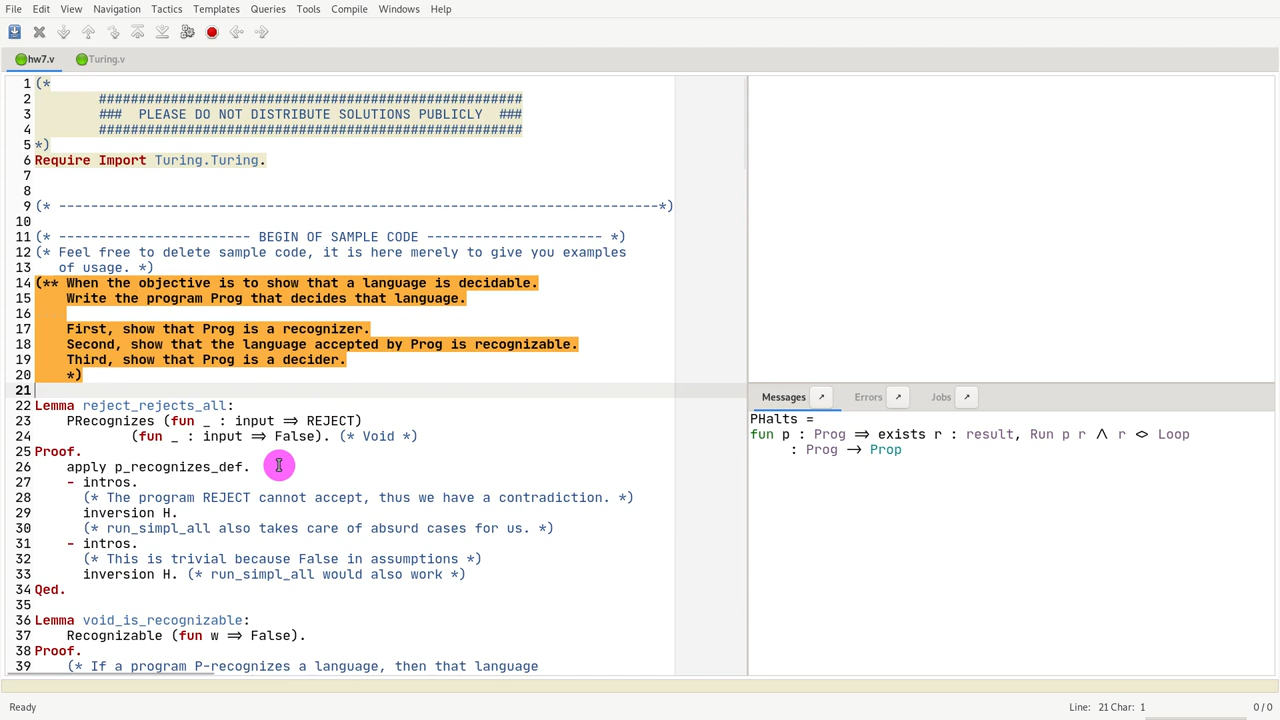 File Edit View Navigation Tactics Templates Queries Tools Compile Windows Help
hw7.v Turing.v
1 (*
2 #####################################################
3 ### PLEASE DO NOT DISTRIBUTE SOLUTIONS PUBLICLY ###
4 #####################################################
5 *)
6 Require Import Turing.Turing.
7
8
9 (* ---------------------------------------------------------------------------*)
10
11 (* ------------------------ BEGIN OF SAMPLE CODE ---------------------- *)
12 (* Feel free to delete sample code, it is here merely to give you examples
13 of usage. *)
14 (** When the objective is to show that a language is decidable.
15 Write the program Prog that decides that language.
16
17 First, show that Prog is a recognizer.
18 Second, show that the language accepted by Prog is recognizable.
19 Third, show that Prog is a decider.
20 *)
21
22 Lemma reject_rejects_all:
23 PRecognizes (fun _ : input => REJECT)
24 (fun _ : input => False). (* Void *)
25 Proof.
26 apply p_recognizes_def.
27 - intros.
28 (* The program REJECT cannot accept, thus we have a contradiction. *)
29 inversion H.
30 (* run_simpl_all also takes care of absurd cases for us. *)
31 - intros.
32 (* This is trivial because False in assumptions *)
33 inversion H. (* run_simpl_all would also work *)
34 Qed.
35
36 Lemma void_is_recognizable:
37 Recognizable (fun w => False).
38 Proof.
39 (* If a program P-recognizes a language, then that language
Messages Errors Jobs
PHalts =
fun p : Prog => exists r : result, Run p r /\ r <> Loop
: Prog -> Prop
Ready Line: 21 Char: 1 0 / 0